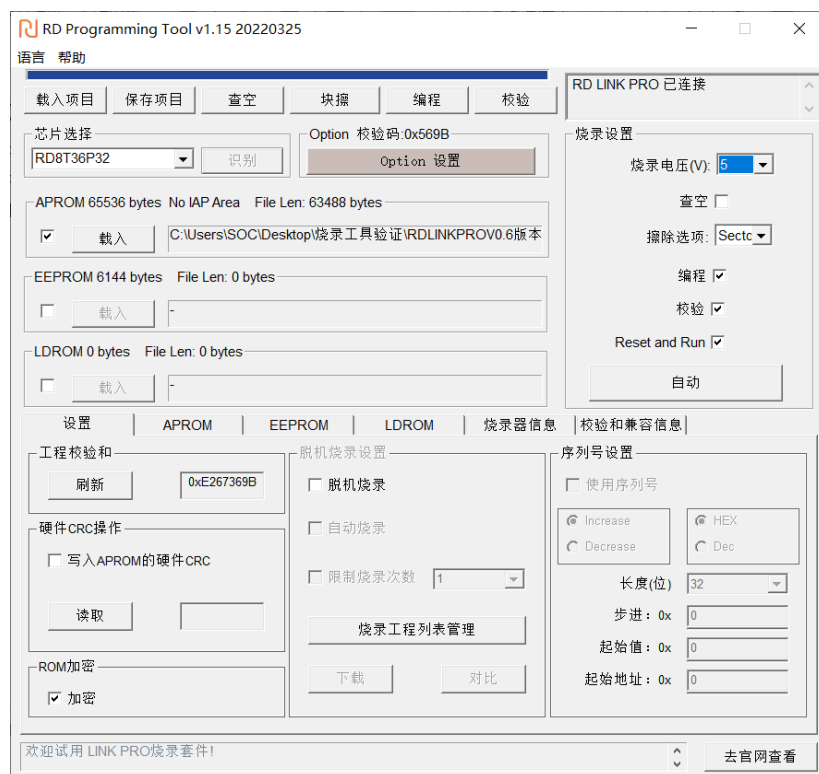 RD Programming Tool v1.15 20220325
语言 帮助
载入项目 保存项目 查空 块擦 编程 校验
RD LINK PRO 已连接
芯片选择
RD8T36P32 识别
Option 校验码:0x569B
Option 设置
烧录设置
烧录电压(V): 5
查空
擦除选项: Sectc
编程
校验
Reset and Run
自动
APROM 65536 bytes No IAP Area File Len: 63488 bytes
载入 C:\Users\SOC\Desktop\烧录工具验证\RDLINKPROV0.6版本
EEPROM 6144 bytes File Len: 0 bytes
载入 -
LDROM 0 bytes File Len: 0 bytes
载入 -
设置 APROM EEPROM LDROM 烧录器信息 校验和兼容信息
工程校验和
刷新 0xE267369B
硬件CRC操作
写入APROM的硬件CRC
读取
ROM加密
加密
脱机烧录设置
脱机烧录
自动烧录
限制烧录次数 1
烧录工程列表管理
下载 对比
序列号设置
使用序列号
Increase HEX
Decrease Dec
长度(位) 32
步进: 0x 0
起始值: 0x 0
起始地址: 0x 0
欢迎试用 LINK PRO烧录套件!
去官网查看